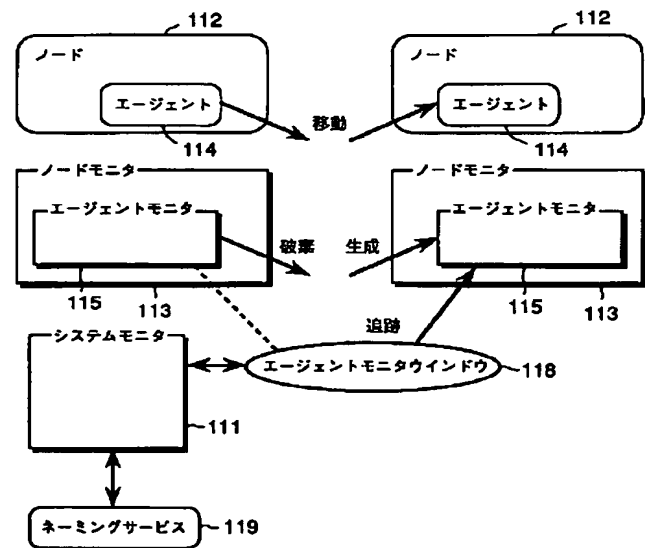 112
112
ノード
ノード
エージェント
エージェント
移動
114
114
ノードモニタ
ノードモニタ
エージェントモニタ
エージェントモニタ
破棄
生成
115
113
115
113
追跡
システムモニタ
エージェントモニタウインドウ
118
111
ネーミングサービス
119